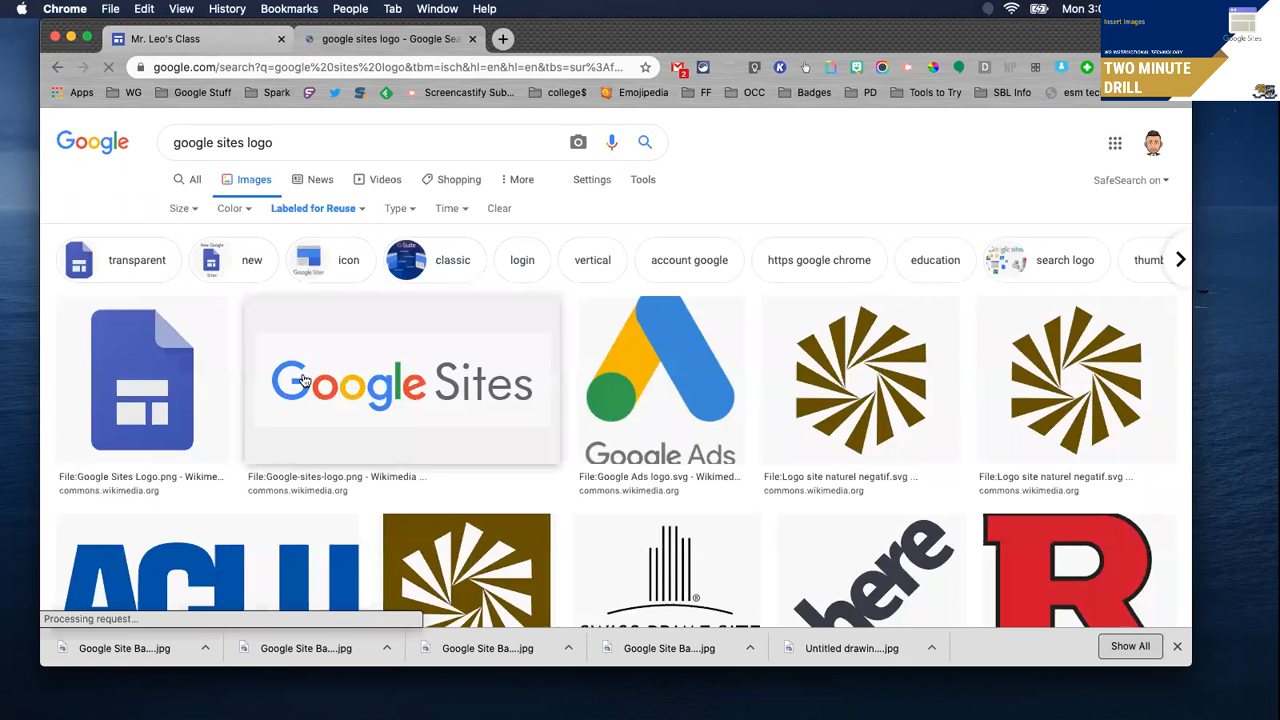 Chrome File Edit View History Bookmarks People Tab Window Help
Mon 3:0
Insert Images
Google Sites
TWO MINUTE
DRILL
Mr. Leo's Class
google sites logo - Google Sea
google.com/search?q=google%20sites%20logo&tbm=isch&hl=en&hl=en&tbs=sur%3Af...
2
Apps WG Google Stuff Spark Screencastify Sub... college$ Emojipedia FF OCC Badges PD Tools to Try SBL Info esm tec
Google
google sites logo
All Images News Videos Shopping More Settings Tools
SafeSearch on
Size Color Labeled for Reuse Type Time Clear
transparent new icon classic login vertical account google https google chrome education search logo thumb
Google Sites
Google Ads
File:Google Sites Logo.png - Wikime...
commons.wikimedia.org
File:Google-sites-logo.png - Wikimedia ...
commons.wikimedia.org
File:Google Ads logo.svg - Wikimed...
commons.wikimedia.org
File:Logo site naturel negatif.svg ...
commons.wikimedia.org
File:Logo site naturel negatif.svg ...
commons.wikimedia.org
ACLU
SWISS PRIME SITE
here
R
Processing request...
Google Site Ba....jpg
Google Site Ba....jpg
Google Site Ba....jpg
Google Site Ba....jpg
Untitled drawin....jpg
Show All